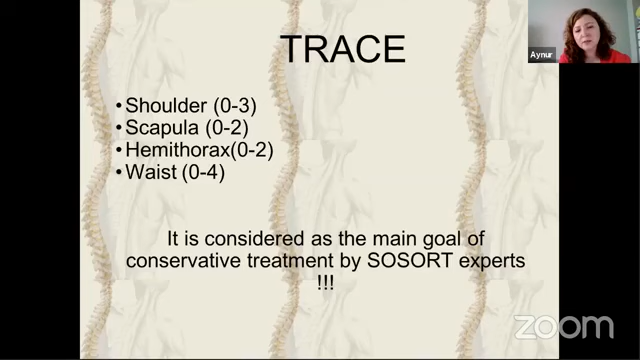 TRACE
Aynur
•Shoulder (0-3)
•Scapula (0-2)
•Hemithorax(0-2)
•Waist (0-4)
It is considered as the main goal of
conservative treatment by SOSORT experts
!!!
zoom